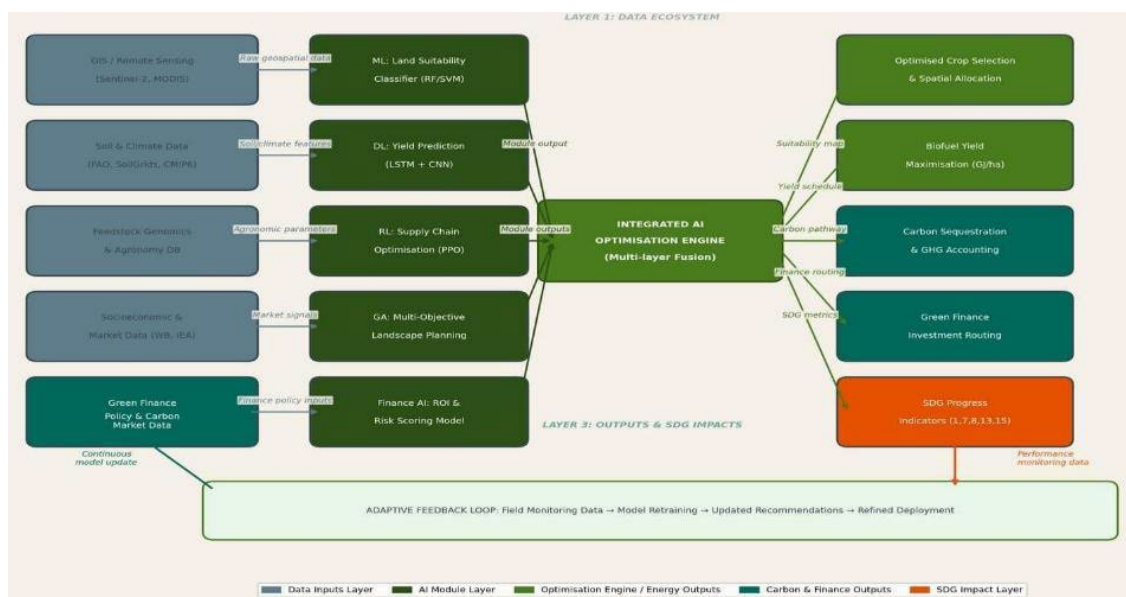 LAYER 1: DATA ECOSYSTEM
GIS / Remote Sensing
(Sentinel-2, MODIS)
Raw geospatial data
ML: Land Suitability
Classifier (RF/SVM)
Optimised Crop Selection
& Spatial Allocation
Soil & Climate Data
(FAO, SoilGrids, CMIP6)
Soil/climate features
DL: Yield Prediction
(LSTM + CNN)
Module output
Suitability map
Biofuel Yield
Maximisation (GJ/ha)
Yield schedule
Feedstock Genomics
& Agronomy DB
Agronomic parameters
RL: Supply Chain
Optimisation (PPO)
Module outputs
INTEGRATED AI
OPTIMISATION ENGINE
(Multi-layer Fusion)
Carbon pathway
Carbon Sequestration
& GHG Accounting
Finance routing
Socioeconomic &
Market Data (WB, IEA)
Market signals
GA: Multi-Objective
Landscape Planning
SDG metrics
Green Finance
Investment Routing
Green Finance
Policy & Carbon
Market Data
Finance policy inputs
Finance AI: ROI &
Risk Scoring Model
LAYER 3: OUTPUTS & SDG IMPACTS
SDG Progress
Indicators (1,7,8,13,15)
Continuous
model update
Performance
monitoring data
ADAPTIVE FEEDBACK LOOP: Field Monitoring Data → Model Retraining → Updated Recommendations → Refined Deployment
Data Inputs Layer
AI Module Layer
Optimisation Engine / Energy Outputs
Carbon & Finance Outputs
SDG Impact Layer